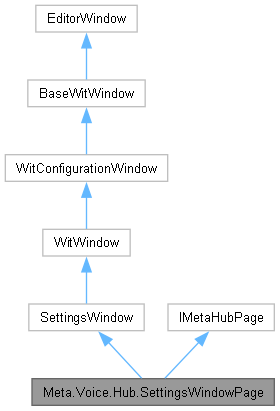 EditorWindow
BaseWitWindow
WitConfigurationWindow
WitWindow
SettingsWindow
IMetaHubPage
Meta.Voice.Hub.SettingsWindowPage